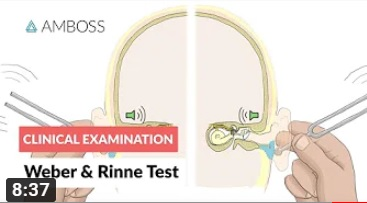 AMBOSS
CLINICAL EXAMINATION
Weber & Rinne Test
8:37